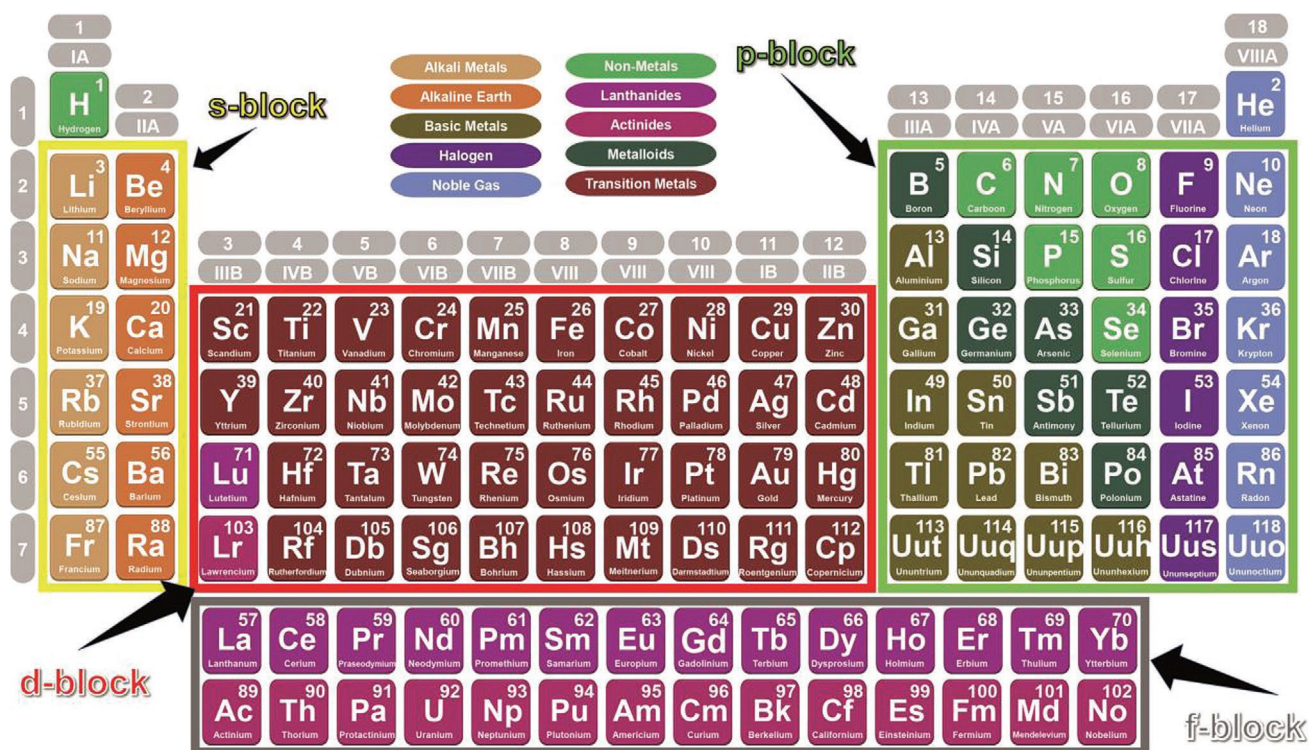 1
18
IA
VIIIA
Alkali Metals
Non-Metals
p-block
1
H
1
Hydrogen
2
IIA
s-block
Alkaline Earth
Lanthanides
13
14
15
16
17
2
He
Helium
Basic Metals
Actinides
IIIA
IVA
VA
VIA
VIIA
Halogen
Metalloids
Noble Gas
Transition Metals
2
3
Li
Lithium
4
Be
Beryllium
5
B
Boron
6
C
Carboon
7
N
Nitrogen
8
O
Oxygen
9
F
Fluorine
10
Ne
Neon
3
11
Na
Sodium
12
Mg
Magnesium
3
4
5
6
7
8
9
10
11
12
IIIB
IVB
VB
VIB
VIIB
VIII
VIII
VIII
IB
IIB
13
Al
Aluminium
14
Si
Silicon
15
P
Phosphorus
16
S
Sulfur
17
Cl
Chlorine
18
Ar
Argon
4
19
K
Potassium
20
Ca
Calcium
21
Sc
Scandium
22
Ti
Titanium
23
V
Vanadium
24
Cr
Chromium
25
Mn
Manganese
26
Fe
Iron
27
Co
Cobalt
28
Ni
Nickel
29
Cu
Copper
30
Zn
Zinc
31
Ga
Gallium
32
Ge
Germanium
33
As
Arsenic
34
Se
Selenium
35
Br
Bromine
36
Kr
Krypton
5
37
Rb
Rubidium
38
Sr
Strontium
39
Y
Yttrium
40
Zr
Zirconium
41
Nb
Niobium
42
Mo
Molybdenum
43
Tc
Technetium
44
Ru
Ruthenium
45
Rh
Rhodium
46
Pd
Palladium
47
Ag
Silver
48
Cd
Cadmium
49
In
Indium
50
Sn
Tin
51
Sb
Antimony
52
Te
Tellurium
53
I
Iodine
54
Xe
Xenon
6
55
Cs
Cesium
56
Ba
Barium
71
Lu
Lutetium
72
Hf
Hafnium
73
Ta
Tantalum
74
W
Tungsten
75
Re
Rhenium
76
Os
Osmium
77
Ir
Iridium
78
Pt
Platinum
79
Au
Gold
80
Hg
Mercury
81
Tl
Thallium
82
Pb
Lead
83
Bi
Bismuth
84
Po
Polonium
85
At
Astatine
86
Rn
Radon
7
87
Fr
Francium
88
Ra
Radium
103
Lr
Lawrencium
104
Rf
Rutherfordium
105
Db
Dubnium
106
Sg
Seaborgium
107
Bh
Bohrium
108
Hs
Hassium
109
Mt
Meitnerium
110
Ds
Darmstadtium
111
Rg
Roentgenium
112
Cp
Copernicium
113
Uut
Ununtrium
114
Uuq
Ununquadium
115
Uup
Ununpentium
116
Uuh
Ununhexium
117
Uus
Ununseptium
118
Uuo
Ununoctium
d-block
57
La
Lanthanum
58
Ce
Cerium
59
Pr
Praseodymium
60
Nd
Neodymium
61
Pm
Promethium
62
Sm
Samarium
63
Eu
Europium
64
Gd
Gadolinium
65
Tb
Terbium
66
Dy
Dysprosium
67
Ho
Holmium
68
Er
Erbium
69
Tm
Thulium
70
Yb
Ytterbium
89
Ac
Actinium
90
Th
Thorium
91
Pa
Protactinium
92
U
Uranium
93
Np
Neptunium
94
Pu
Plutonium
95
Am
Americium
96
Cm
Curium
97
Bk
Berkelium
98
Cf
Californium
99
Es
Einsteinium
100
Fm
Fermium
101
Md
Mendelevium
102
No
Nobelium
f-block